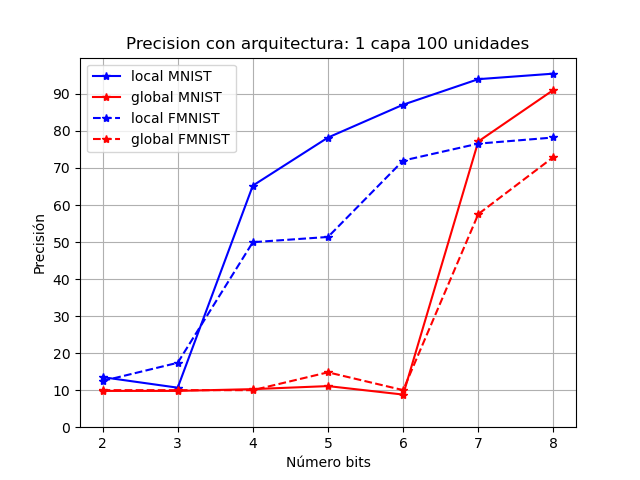 Precision con arquitectura: 1 capa 100 unidades
local MNIST
global MNIST
local FMNIST
global FMNIST
90
80
70
60
50
40
30
20
10
0
Precisión
2 3 4 5 6 7 8
Número bits